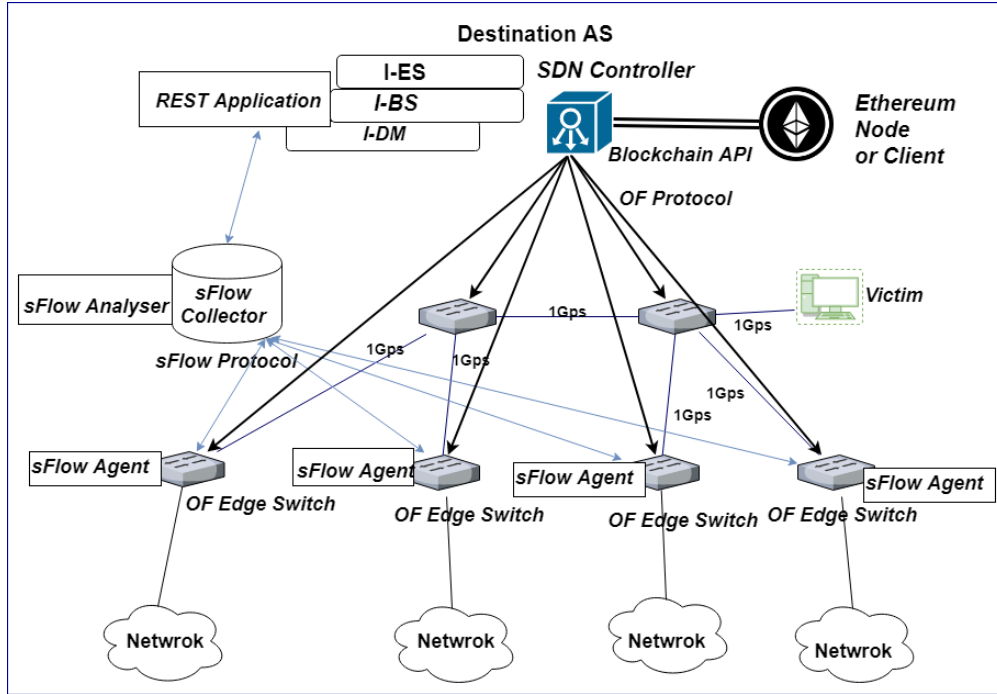 Destination AS
I-ES
SDN Controller
REST Application
I-BS
I-DM
Ethereum
Node
or Client
Blockchain API
OF Protocol
sFlow Analyser
sFlow
Collector
sFlow Protocol
1Gps
1Gps
1Gps
1Gps
1Gps
1Gps
Victim
sFlow Agent
sFlow Agent
sFlow Agent
sFlow Agent
OF Edge Switch
OF Edge Switch
OF Edge Switch
OF Edge Switch
Netwrok
Netwrok
Netwrok
Netwrok